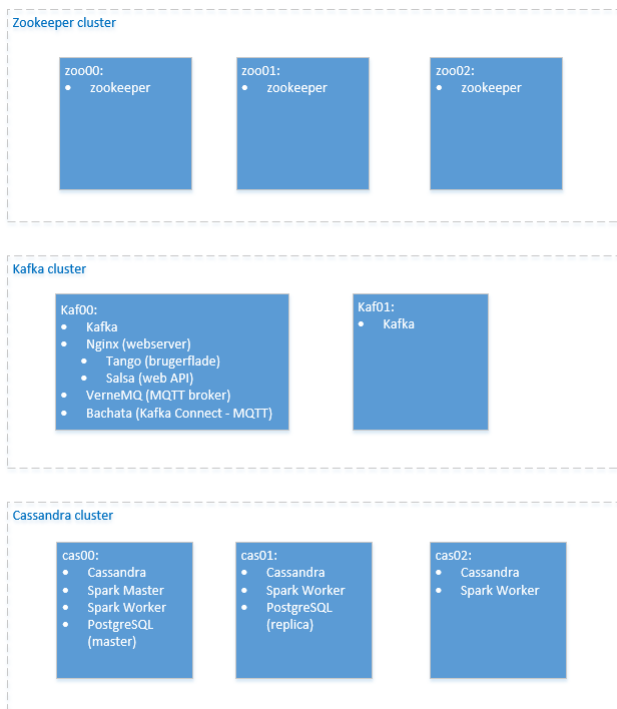 Zookeeper cluster
zoo00:
• zookeeper
zoo01:
• zookeeper
zoo02:
• zookeeper
Kafka cluster
Kaf00:
• Kafka
• Nginx (webserver)
• Tango (brugerflade)
• Salsa (web API)
• VerneMQ (MQTT broker)
• Bachata (Kafka Connect - MQTT)
Kaf01:
• Kafka
Cassandra cluster
cas00:
• Cassandra
• Spark Master
• Spark Worker
• PostgreSQL
(master)
cas01:
• Cassandra
• Spark Worker
• PostgreSQL
(replica)
cas02:
• Cassandra
• Spark Worker